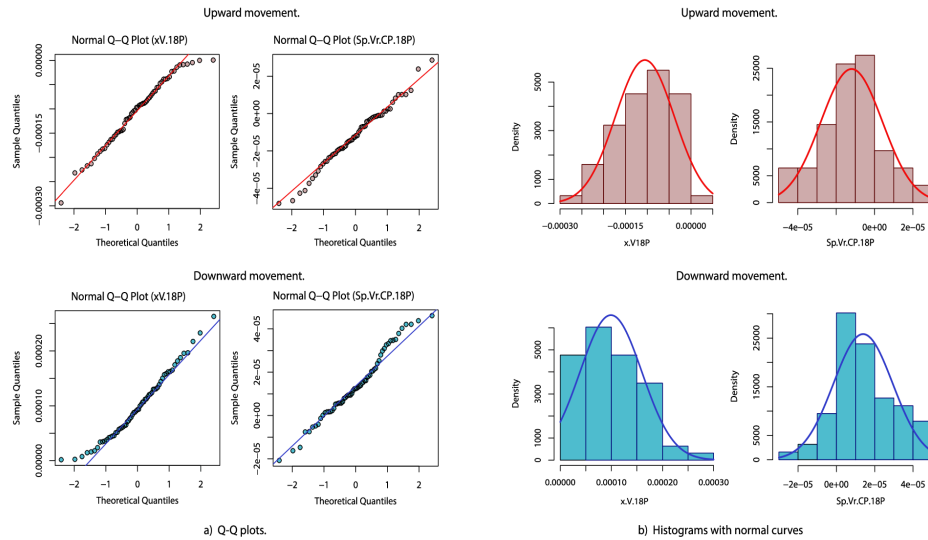 Upward movement.
Normal Q–Q Plot (xV.18P)
Normal Q–Q Plot (Sp.Vr.CP.18P)
Sample Quantiles
0.00000
−0.00015
−0.00030
−2 −1 0 1 2
Theoretical Quantiles
Sample Quantiles
2e−05
0e+00
−2e−05
−4e−05
−2 −1 0 1 2
Theoretical Quantiles
Upward movement.
Density
5000
3000
1000
0
−0.00030 −0.00015 0.00000
x.V18P
Density
25000
15000
5000
0
−4e−05 0e+00 2e−05
Sp.Vr.CP.18P
Downward movement.
Normal Q–Q Plot (xV.18P)
Normal Q–Q Plot (Sp.Vr.CP.18P)
Sample Quantiles
0.00020
0.00010
0.00000
−2 −1 0 1 2
Theoretical Quantiles
Sample Quantiles
4e−05
2e−05
0e+00
−2e−05
−2 −1 0 1 2
Theoretical Quantiles
Downward movement.
Density
5000
3000
1000
0
0.00000 0.00010 0.00020 0.00030
x.V.18P
Density
25000
15000
5000
0
−2e−05 0e+00 2e−05 4e−05
Sp.Vr.CP.18P
a) Q-Q plots.
b) Histograms with normal curves